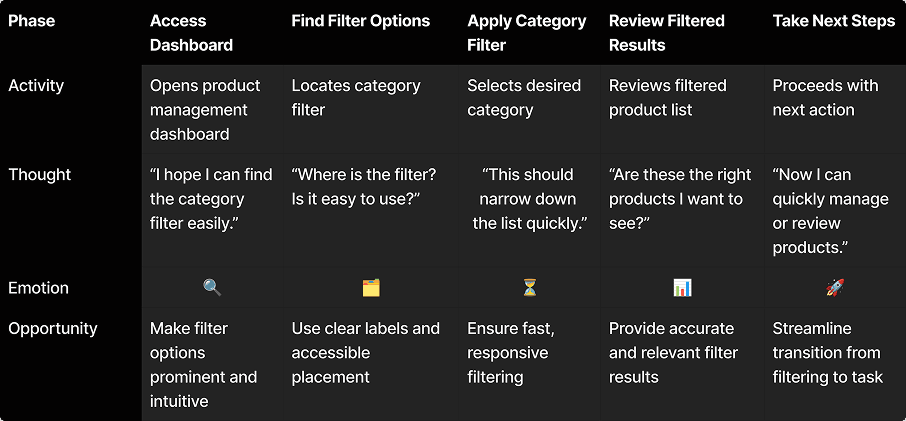 Phase
Access
Dashboard
Find Filter Options
Apply Category
Filter
Review Filtered
Results
Take Next Steps
Activity
Opens product
management
dashboard
Locates category
filter
Selects desired
category
Reviews filtered
product list
Proceeds with
next action
Thought
“I hope I can find
the category
filter easily.”
“Where is the filter?
Is it easy to use?”
“This should
narrow down
the list quickly.”
“Are these the right
products I want to
see?”
“Now I can
quickly manage
or review
products.”
Emotion
Opportunity
Make filter
options
prominent and
intuitive
Use clear labels and
accessible
placement
Ensure fast,
responsive
filtering
Provide accurate
and relevant filter
results
Streamline
transition from
filtering to task